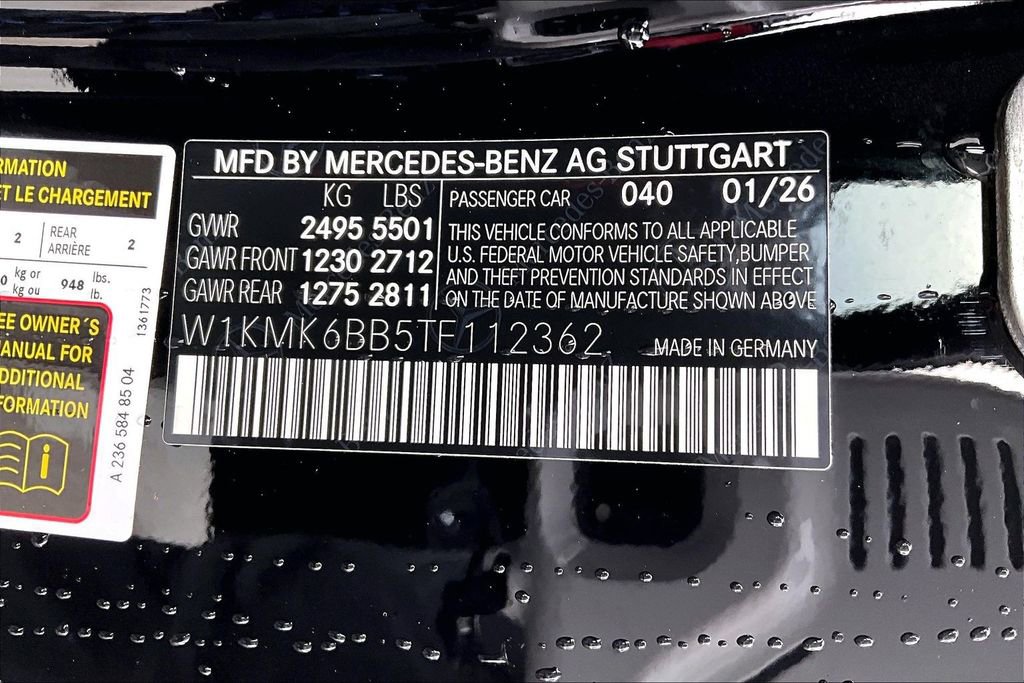 RMATION
ET LE CHARGEMENT
2
REAR
ARRIÈRE
2
0 kg or
kg ou
948 lbs.
lb.
EE OWNER´S
ANUAL FOR
DDITIONAL
FORMATION
i
1361773
A 236 584 85 04
MFD BY MERCEDES-BENZ AG STUTTGART
KG LBS
GVWR 2495 5501
GAWR FRONT 1230 2712
GAWR REAR 1275 2811
PASSENGER CAR 040 01/26
THIS VEHICLE CONFORMS TO ALL APPLICABLE
U.S. FEDERAL MOTOR VEHICLE SAFETY,BUMPER
AND THEFT PREVENTION STANDARDS IN EFFECT
ON THE DATE OF MANUFACTURE SHOWN ABOVE
W1KMK6BB5TF112362
MADE IN GERMANY